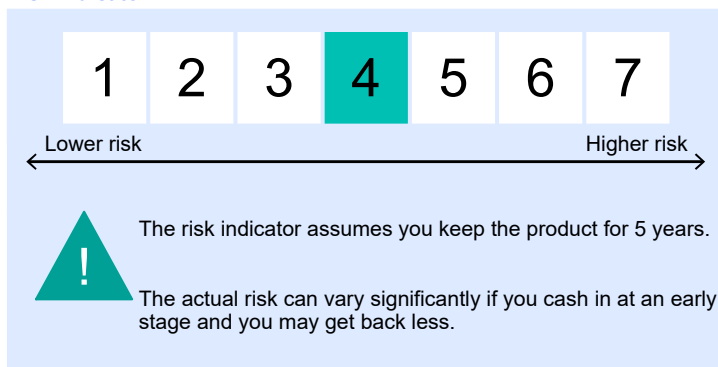 1 2 3 4 5 6 7
Lower risk Higher risk
!
The risk indicator assumes you keep the product for 5 years.
The actual risk can vary significantly if you cash in at an early
stage and you may get back less.